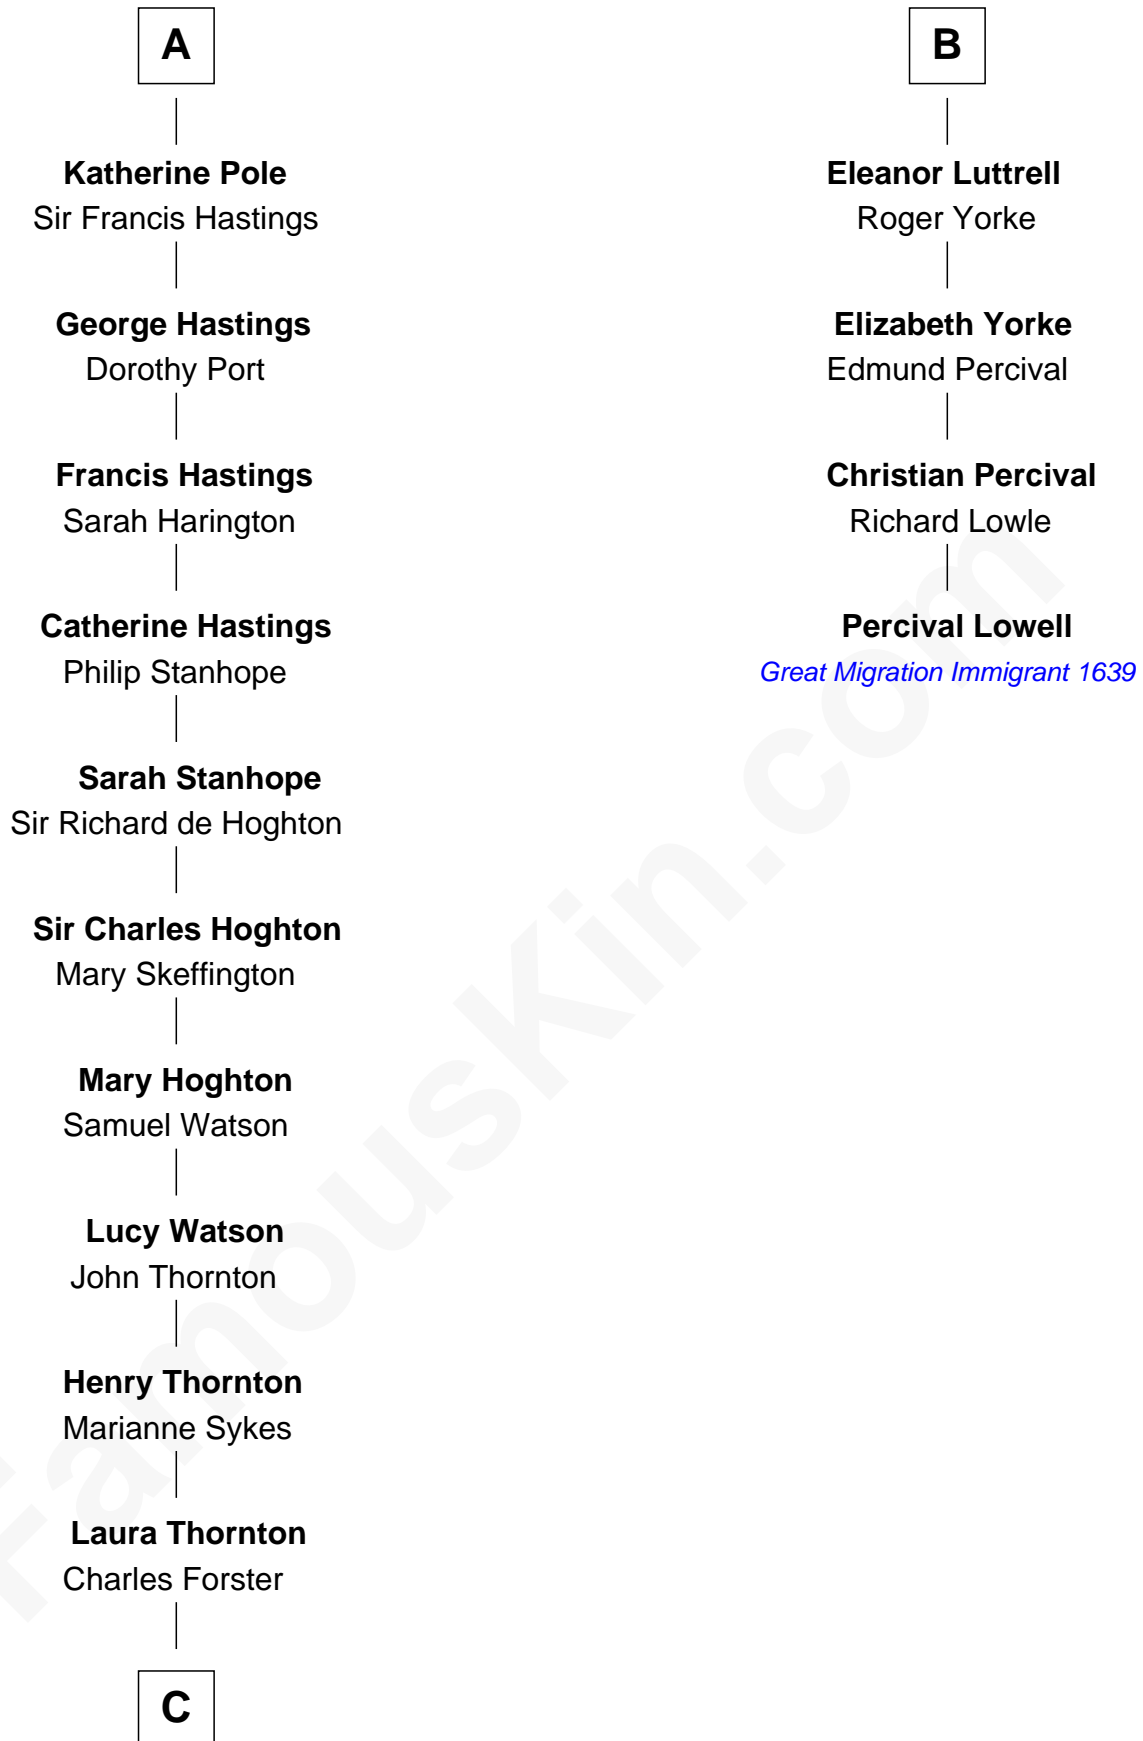 A
Katherine Pole
Sir Francis Hastings
George Hastings
Dorothy Port
Francis Hastings
Sarah Harington
Catherine Hastings
Philip Stanhope
Sarah Stanhope
Sir Richard de Hoghton
Sir Charles Hoghton
Mary Skeffington
Mary Hoghton
Samuel Watson
Lucy Watson
John Thornton
Henry Thornton
Marianne Sykes
Laura Thornton
Charles Forster
C
B
Eleanor Luttrell
Roger Yorke
Elizabeth Yorke
Edmund Percival
Christian Percival
Richard Lowle
Percival Lowell
Great Migration Immigrant 1639
FamousKin.com